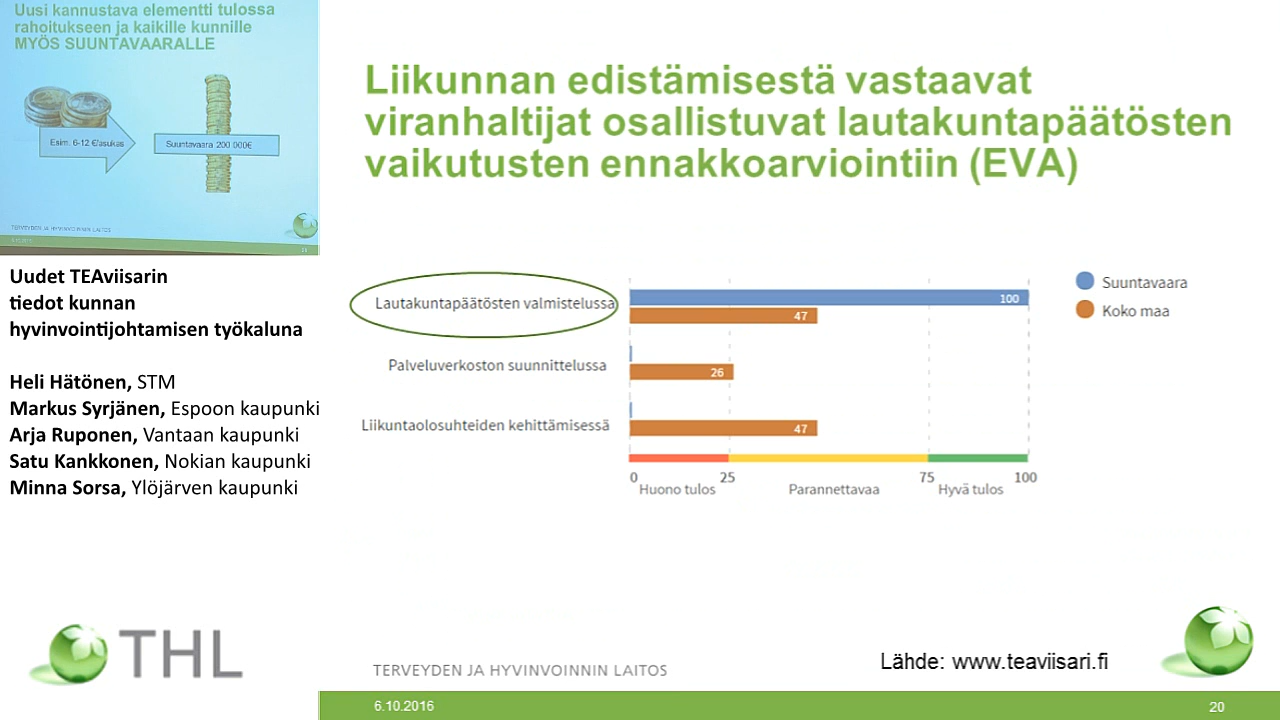 Uusi kannustava elementti tulossa
rahoitukseen ja kaikille kunnille
MYÖS SUUNTAVAARALLE
Esim. 6-12 €/asukas
Suuntavaara 200 000€
TERVEYDEN JA HYVINVOINNIN LAITOS
Uudet TEAviisarin
tiedot kunnan
hyvinvointijohtamisen työkaluna
Heli Hätönen, STM
Markus Syrjänen, Espoon kaupunki
Arja Ruponen, Vantaan kaupunki
Satu Kankkonen, Nokian kaupunki
Minna Sorsa, Ylöjärven kaupunki
THL
Liikunnan edistämisestä vastaavat
viranhaltijat osallistuvat lautakuntapäätösten
vaikutusten ennakkoarviointiin (EVA)
Lautakuntapäätösten valmistelussa
100
47
Palveluverkoston suunnittelussa
26
Liikuntaolosuhteiden kehittämisessä
47
0 25 75 100
Huono tulos Parannettavaa Hyvä tulos
Suuntavaara
Koko maa
TERVEYDEN JA HYVINVOINNIN LAITOS
Lähde: www.teaviisari.fi
6.10.2016
20